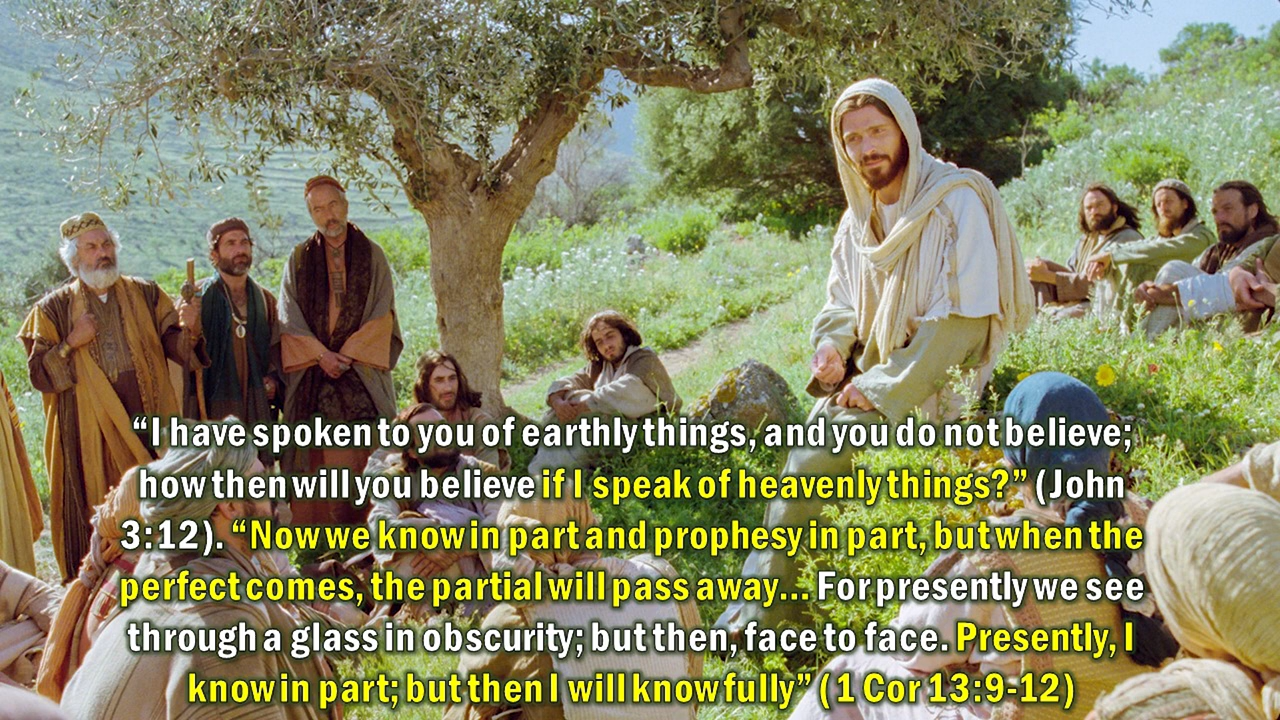 “I have spoken to you of earthly things, and you do not believe;
how then will you believe if I speak of heavenly things?” (John
3:12). “Now we know in part and prophesy in part, but when the
perfect comes, the partial will pass away... For presently we see
through a glass in obscurity; but then, face to face. Presently, I
know in part; but then I will know fully” (1 Cor 13:9-12)